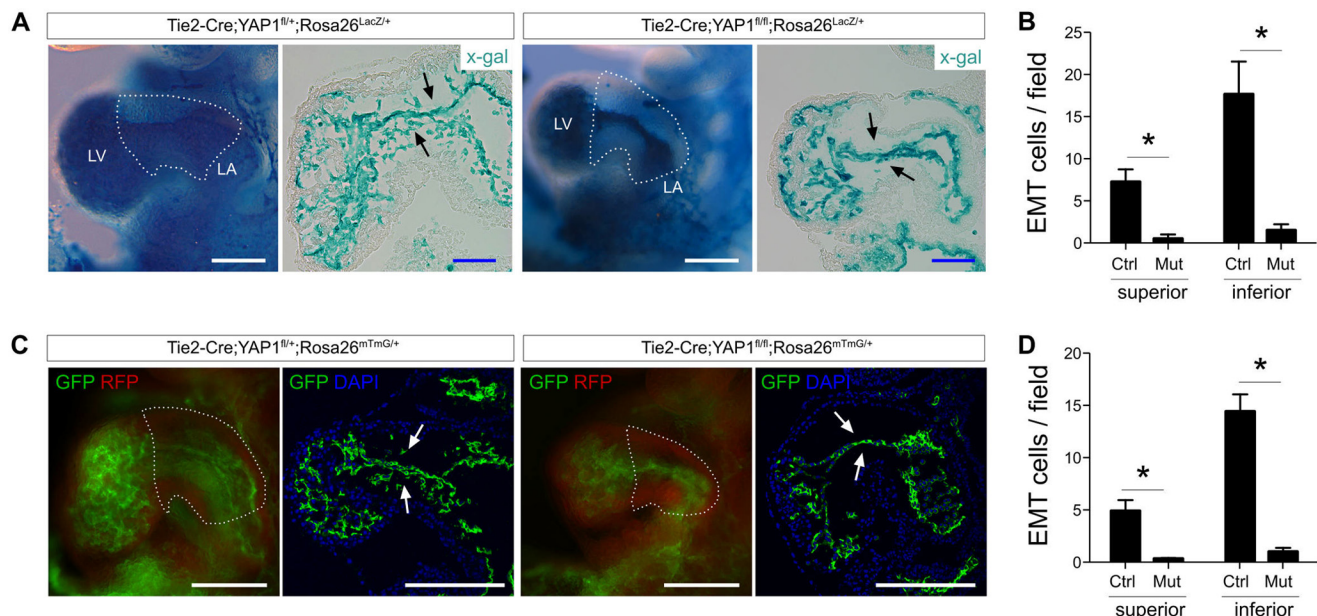 A
Tie2-Cre;YAP1fl/+;Rosa26LacZ/+
Tie2-Cre;YAP1fl/fl;Rosa26LacZ/+
x-gal
x-gal
LV
LA
LV
LA
B
EMT cells / field
25
20
15
10
5
0
*
*
Ctrl Mut Ctrl Mut
superior inferior
C
Tie2-Cre;YAP1fl/+;Rosa26mTmG/+
Tie2-Cre;YAP1fl/fl;Rosa26mTmG/+
GFP RFP
GFP DAPI
GFP RFP
GFP DAPI
D
EMT cells / field
20
15
10
5
0
*
*
Ctrl Mut Ctrl Mut
superior inferior